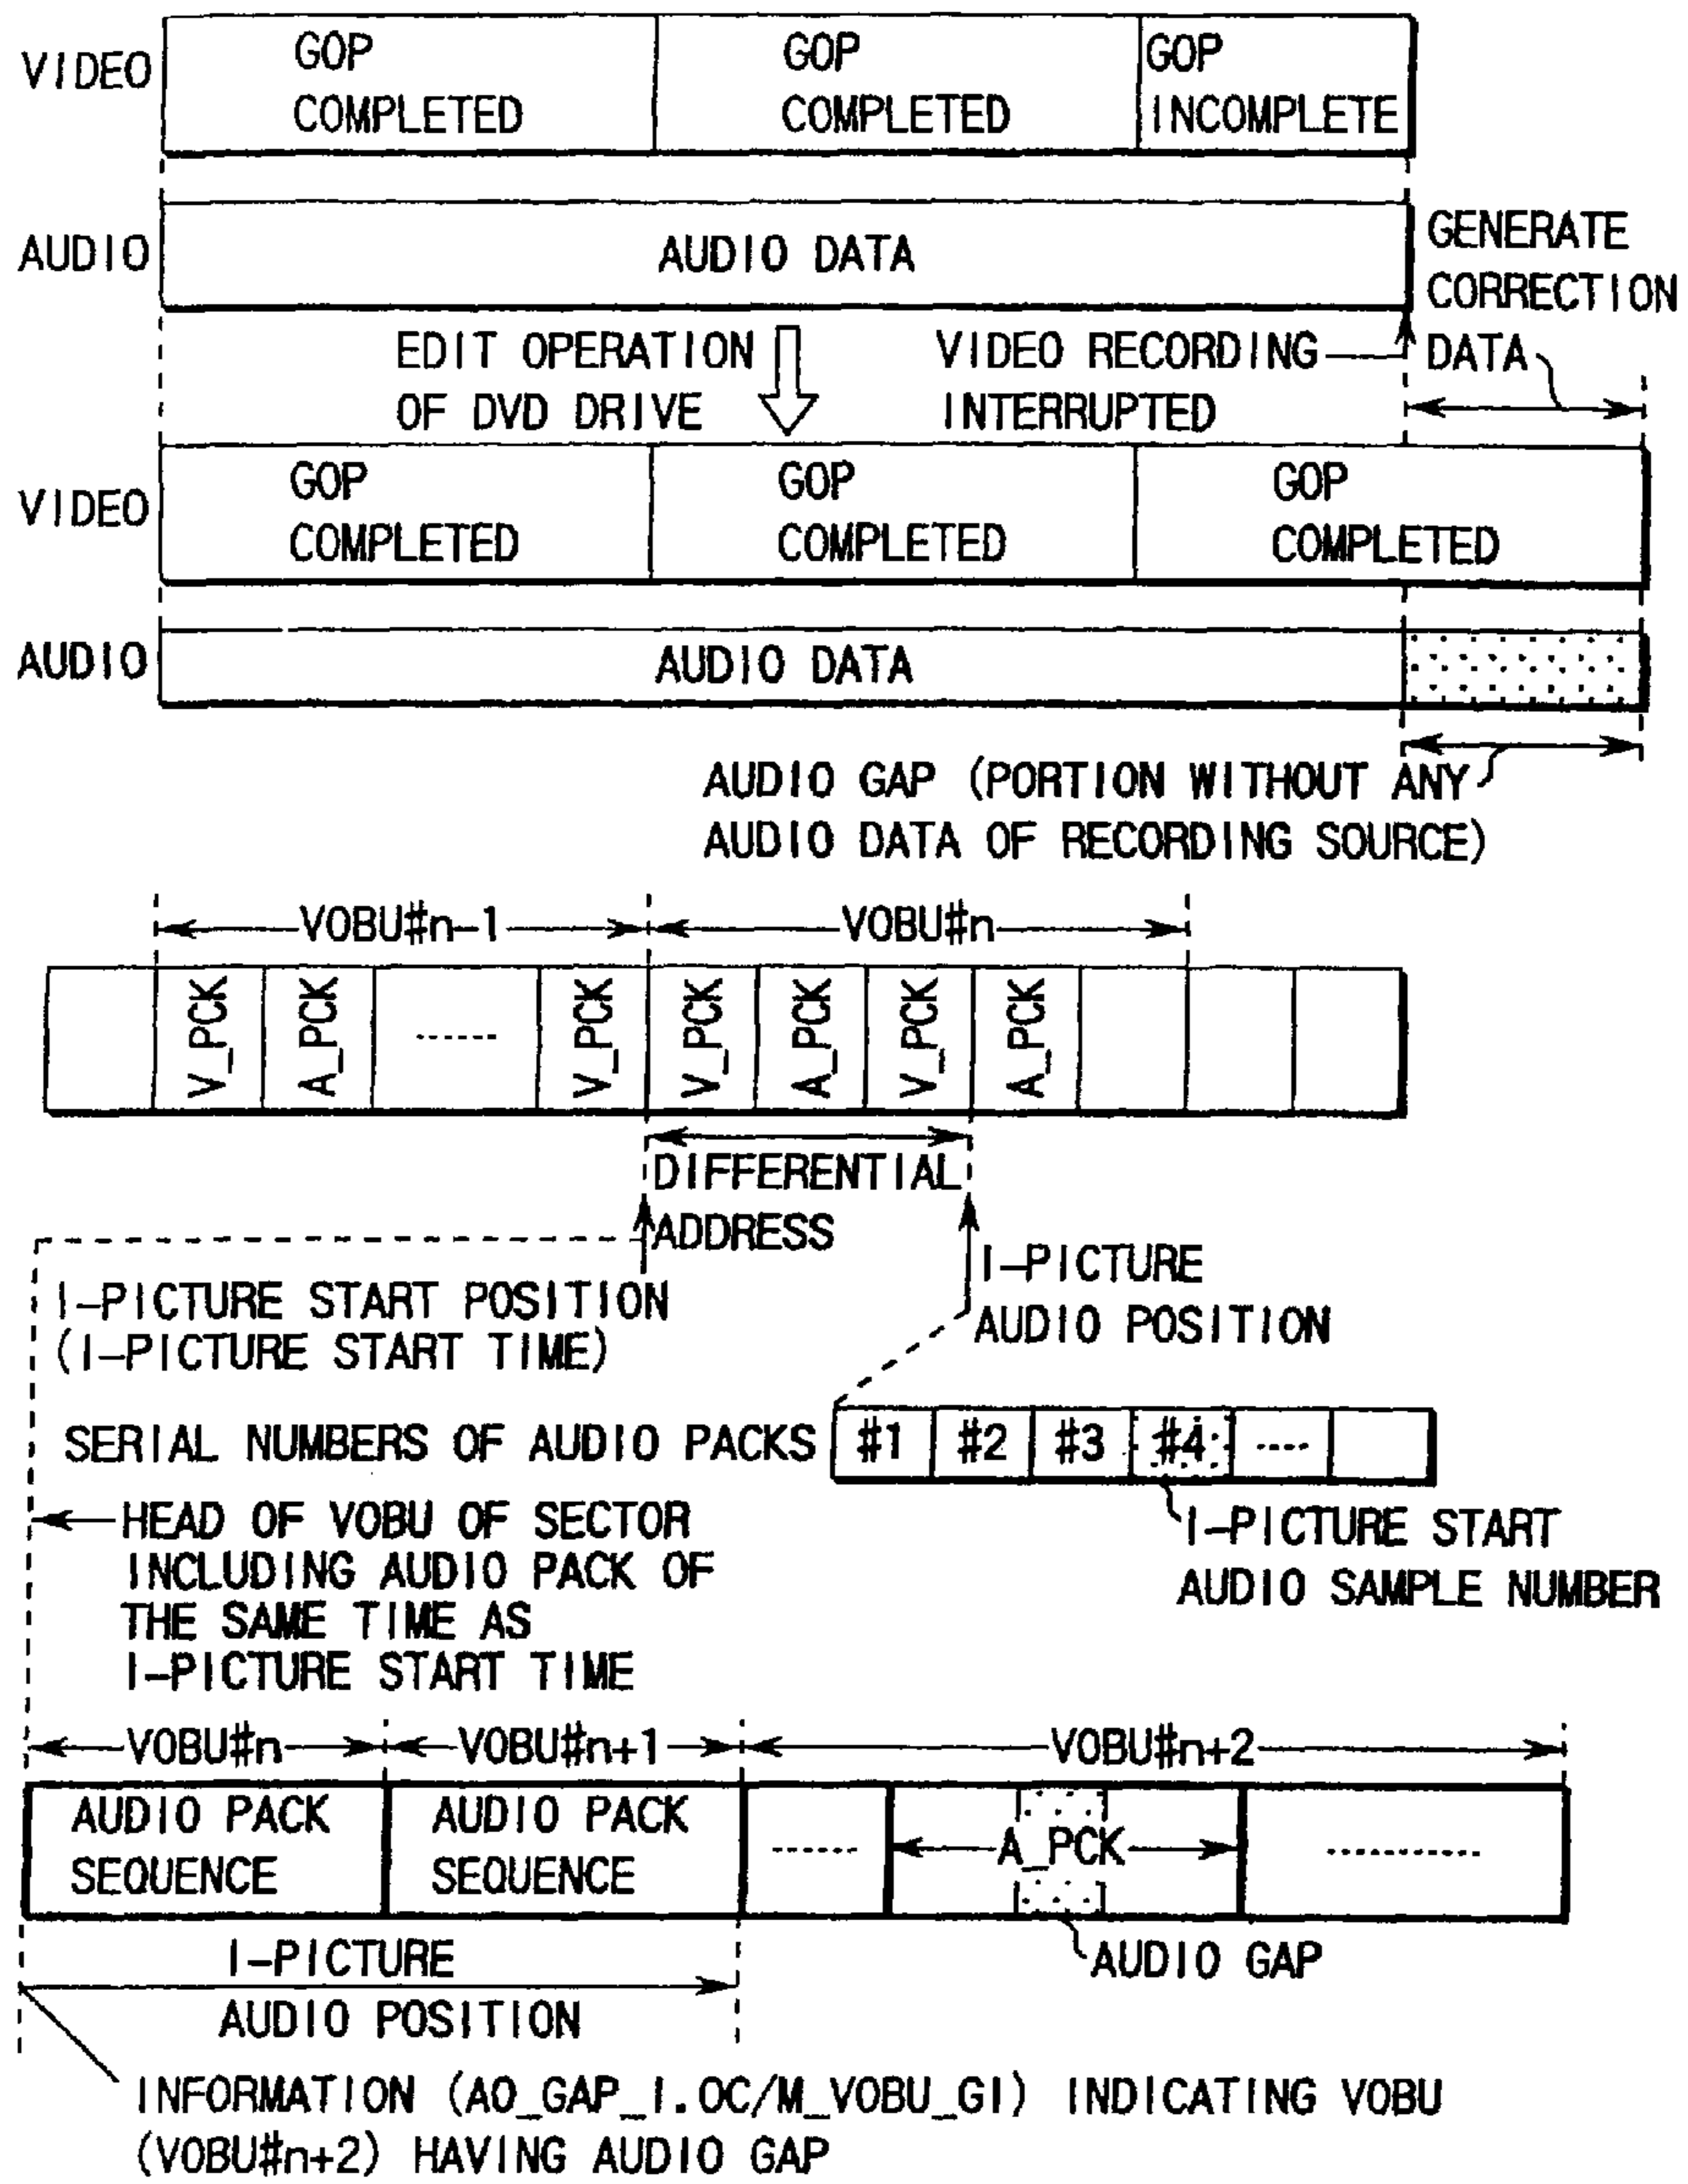 VIDEO
GOP
COMPLETED
GOP
COMPLETED
GOP
INCOMPLETE
AUDIO
AUDIO DATA
GENERATE
CORRECTION
DATA
EDIT OPERATION
OF DVD DRIVE
VIDEO RECORDING
INTERRUPTED
VIDEO
GOP
COMPLETED
GOP
COMPLETED
GOP
COMPLETED
AUDIO
AUDIO DATA
AUDIO GAP (PORTION WITHOUT ANY
AUDIO DATA OF RECORDING SOURCE)
VOBU#n-1
VOBU#n
V_PCK
A_PCK
------
V_PCK
V_PCK
A_PCK
V_PCK
A_PCK
DIFFERENTIAL
ADDRESS
I-PICTURE START POSITION
(I-PICTURE START TIME)
I-PICTURE
AUDIO POSITION
SERIAL NUMBERS OF AUDIO PACKS
#1
#2
#3
#4
----
I-PICTURE START
AUDIO SAMPLE NUMBER
HEAD OF VOBU OF SECTOR
INCLUDING AUDIO PACK OF
THE SAME TIME AS
I-PICTURE START TIME
VOBU#n
VOBU#n+1
VOBU#n+2
AUDIO PACK
SEQUENCE
AUDIO PACK
SEQUENCE
------
A_PCK
-----------
AUDIO GAP
I-PICTURE
AUDIO POSITION
INFORMATION (A0_GAP_I.OC/M_VOBU_GI) INDICATING VOBU
(VOBU#n+2) HAVING AUDIO GAP